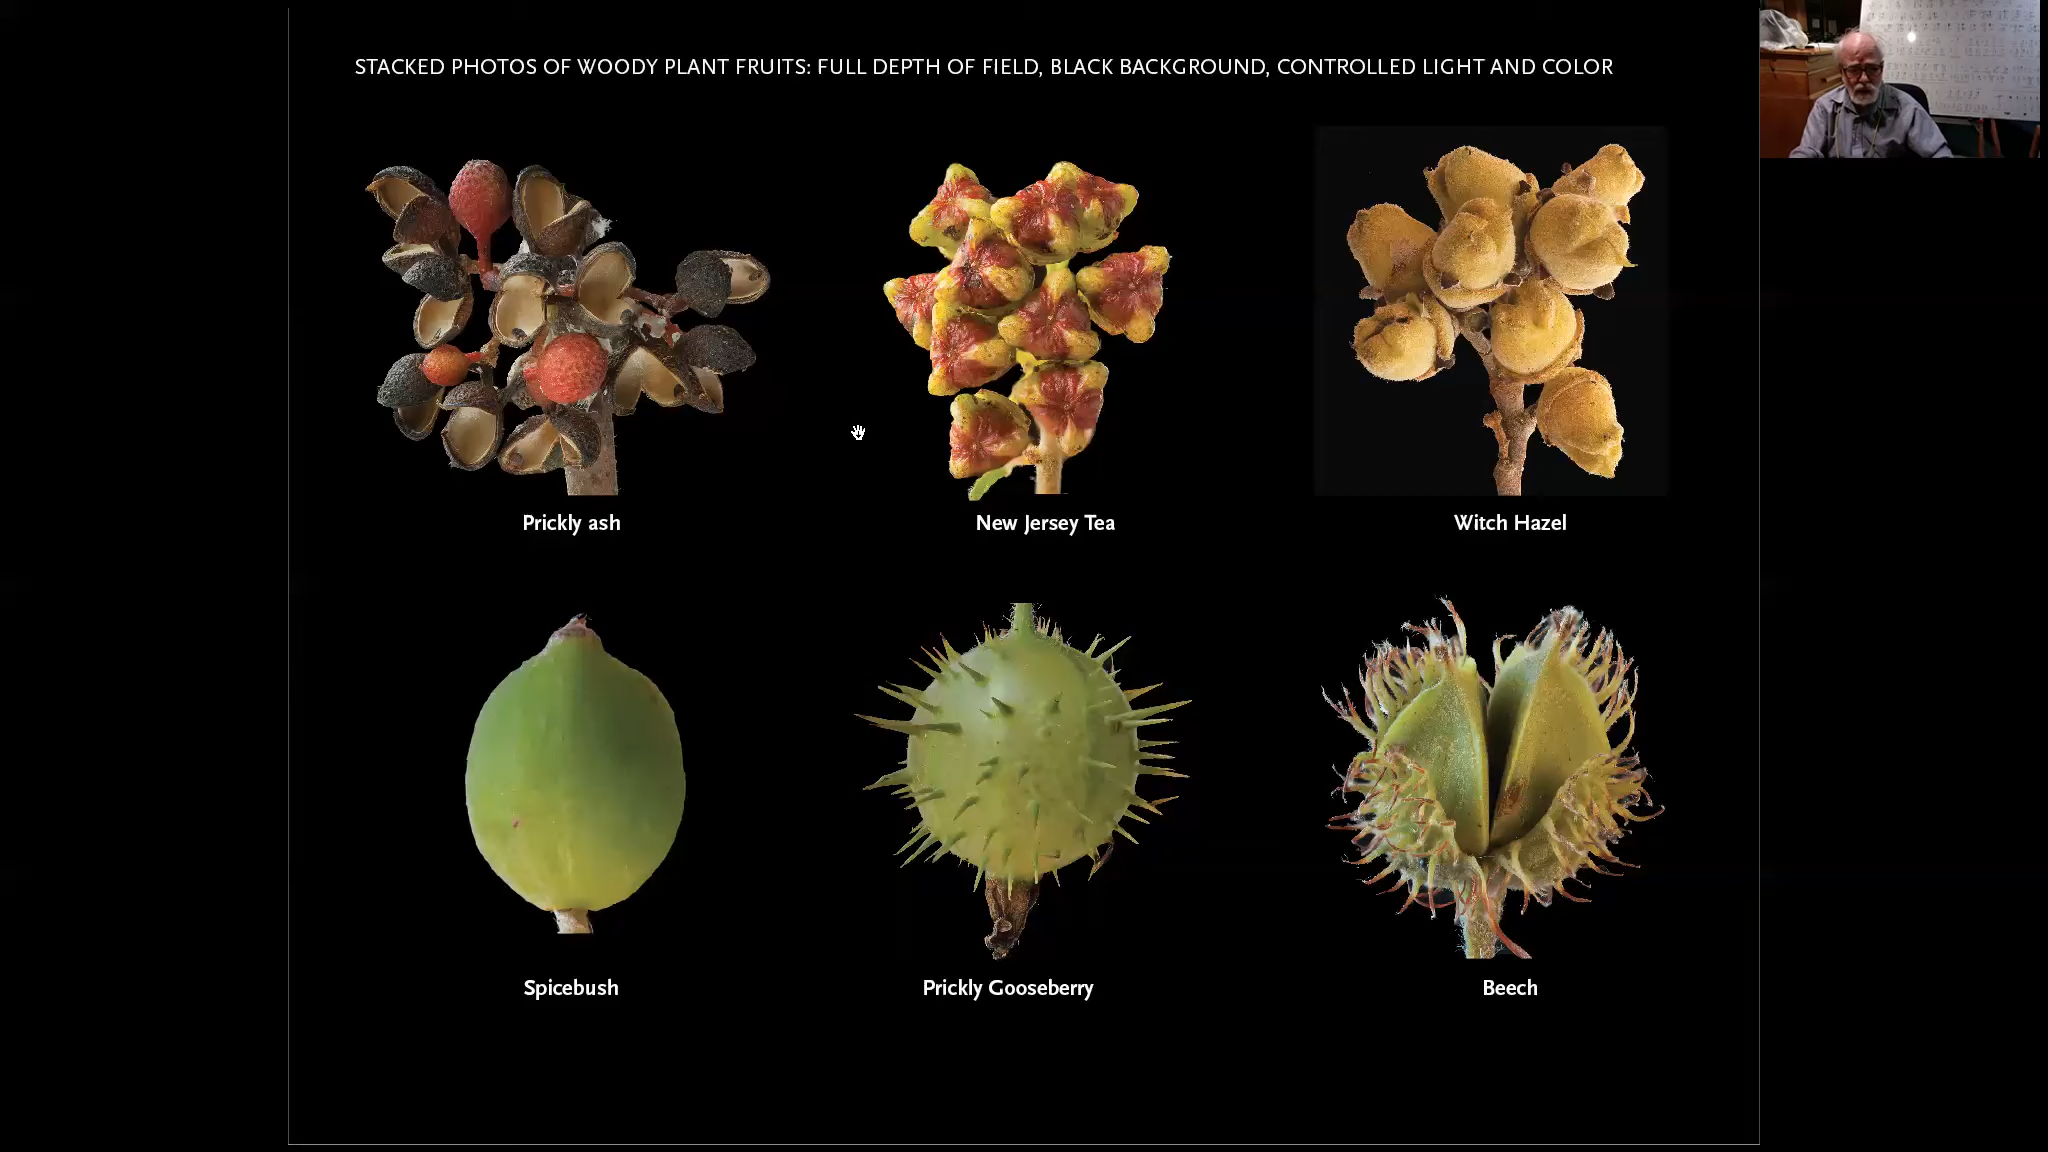 STACKED PHOTOS OF WOODY PLANT FRUITS: FULL DEPTH OF FIELD, BLACK BACKGROUND, CONTROLLED LIGHT AND COLOR
Prickly ash
New Jersey Tea
Witch Hazel
Spicebush
Prickly Gooseberry
Beech